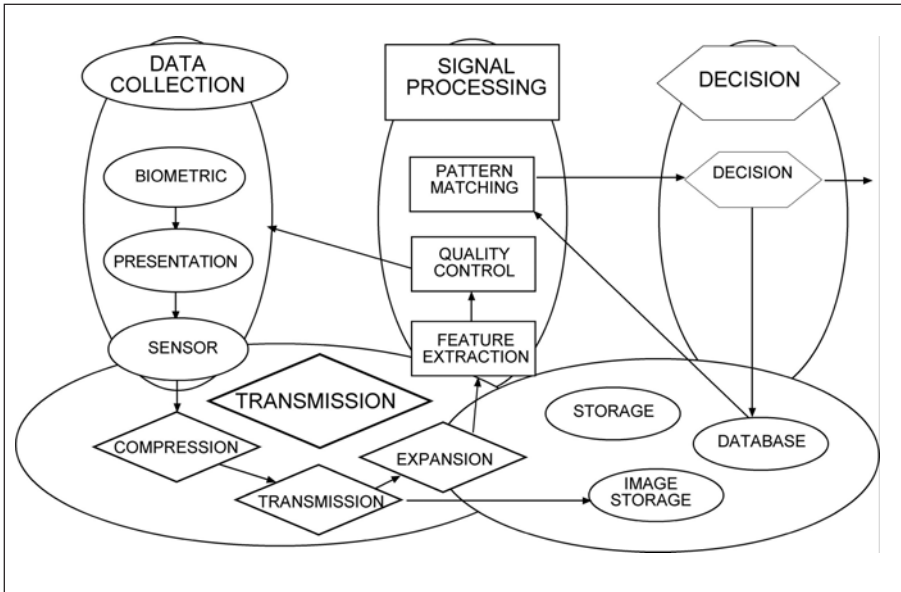 DATA
COLLECTION
SIGNAL
PROCESSING
DECISION
BIOMETRIC
PATTERN
MATCHING
DECISION
PRESENTATION
QUALITY
CONTROL
SENSOR
FEATURE
EXTRACTION
TRANSMISSION
STORAGE
COMPRESSION
EXPANSION
DATABASE
TRANSMISSION
IMAGE
STORAGE